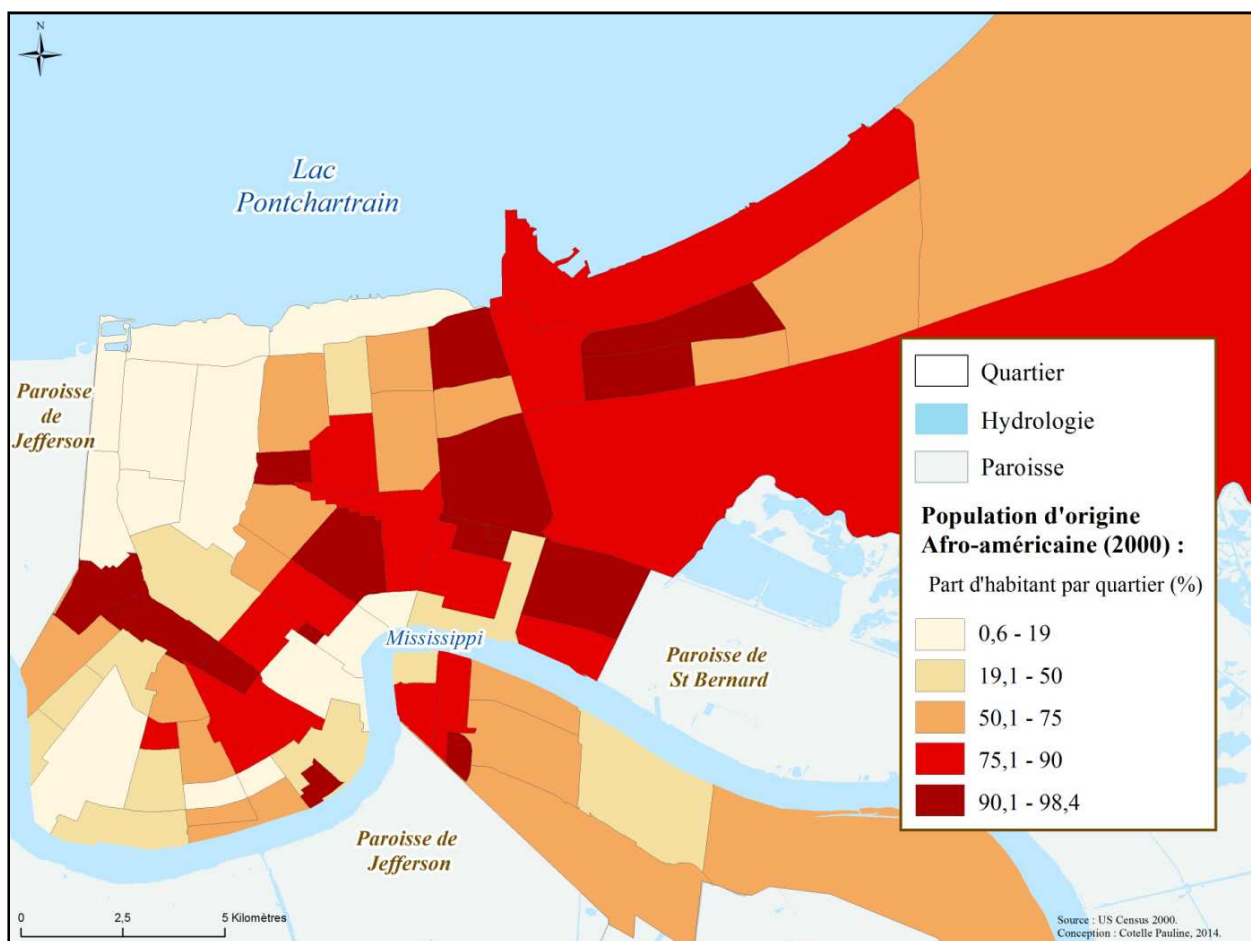 N
Lac
Pontchartrain
Paroisse
de
Jefferson
Mississippi
Paroisse de
St Bernard
Paroisse de
Jefferson
Quartier
Hydrologie
Paroisse
Population d'origine
Afro-américaine (2000) :
Part d'habitant par quartier (%)
0,6 - 19
19,1 - 50
50,1 - 75
75,1 - 90
90,1 - 98,4
0 2,5 5 Kilomètres
Source : US Census 2000.
Conception : Cotelle Pauline, 2014.